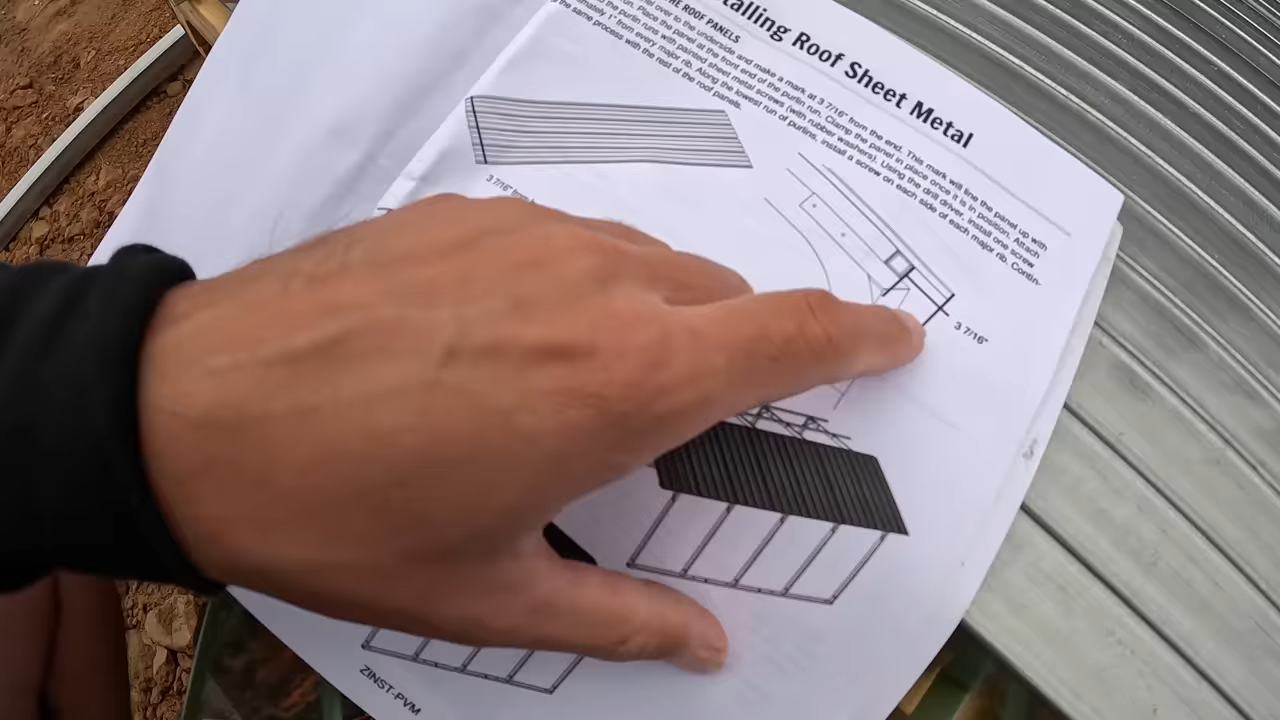 talling Roof Sheet Metal
HE ROOF PANELS
over to the underside and make a mark at 3 7/16" from the end. This mark will line the panel up with
Place the panel at the front end of the purlin run. Clamp the panel in place once it is in position. Attach
the purlin runs with painted sheet metal screws (with rubber washers). Using the drill driver, install one screw
1" from every major rib. Along the lowest run of purlins, install a screw on each side of each major rib. Contin-
the same process with the rest of the roof panels.
3 7/16"
3 7/16"
ZINST-PVM